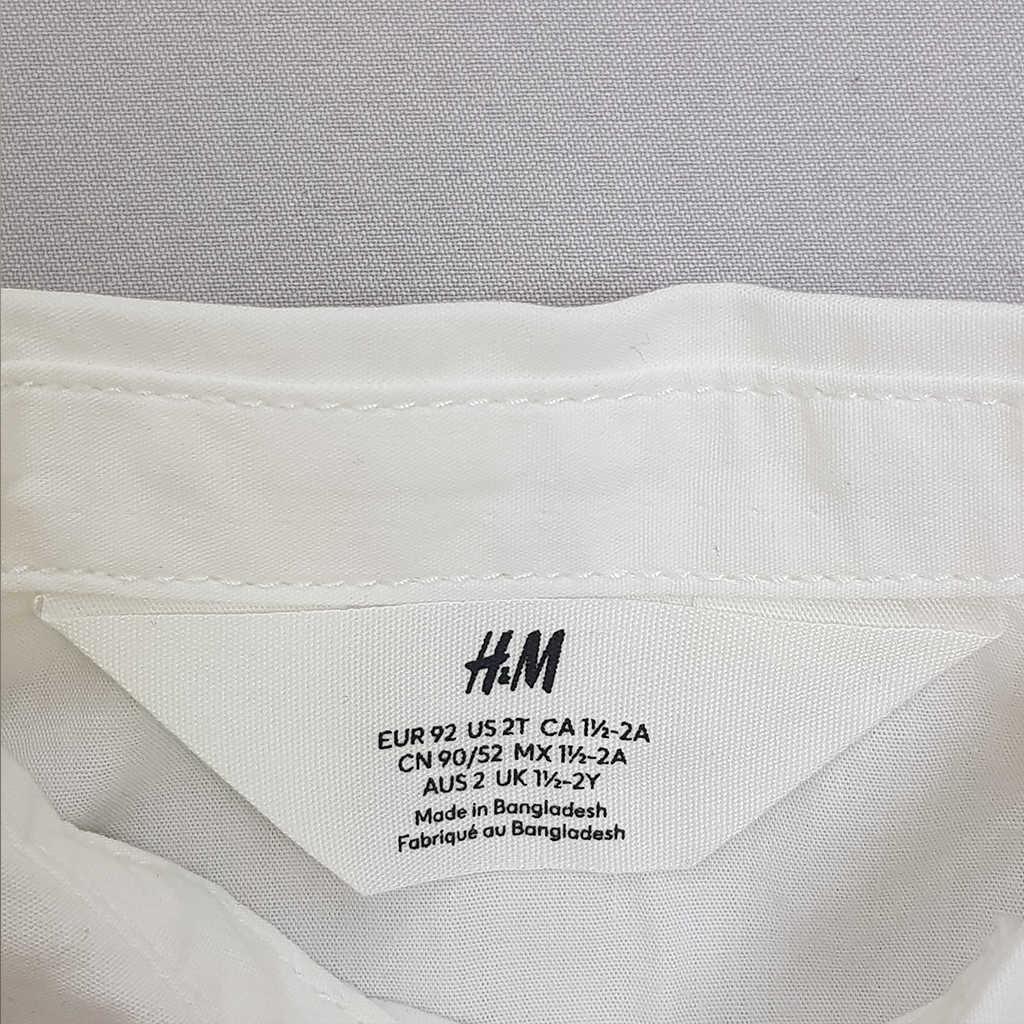 H&M
EUR 92 US 2T CA 1½-2A
CN 90/52 MX 1½-2A
AUS 2 UK 1½-2Y
Made in Bangladesh
Fabriqué au Bangladesh